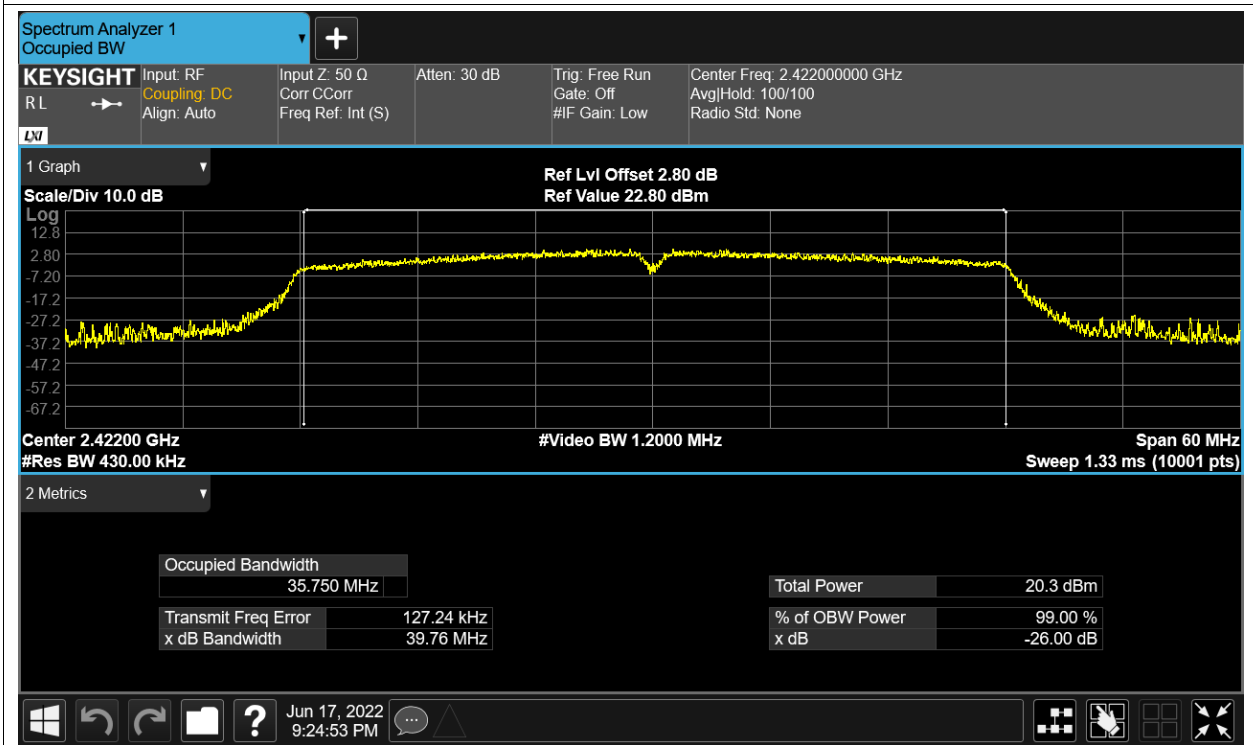 Spectrum Analyzer 1
Occupied BW
KEYSIGHT
RL
LXI
Input: RF
Coupling: DC
Align: Auto
Input Z: 50 Ω
Corr CCorr
Freq Ref: Int (S)
Atten: 30 dB
Trig: Free Run
Gate: Off
#IF Gain: Low
Center Freq: 2.422000000 GHz
Avg|Hold: 100/100
Radio Std: None
1 Graph
Scale/Div 10.0 dB
Ref Lvl Offset 2.80 dB
Ref Value 22.80 dBm
Log
12.8
2.80
-7.20
-17.2
-27.2
-37.2
-47.2
-57.2
-67.2
Center 2.42200 GHz
#Video BW 1.2000 MHz
Span 60 MHz
#Res BW 430.00 kHz
Sweep 1.33 ms (10001 pts)
2 Metrics
Occupied Bandwidth
35.750 MHz
Total Power 20.3 dBm
Transmit Freq Error 127.24 kHz
% of OBW Power 99.00 %
x dB Bandwidth 39.76 MHz
x dB -26.00 dB
?
Jun 17, 2022
9:24:53 PM